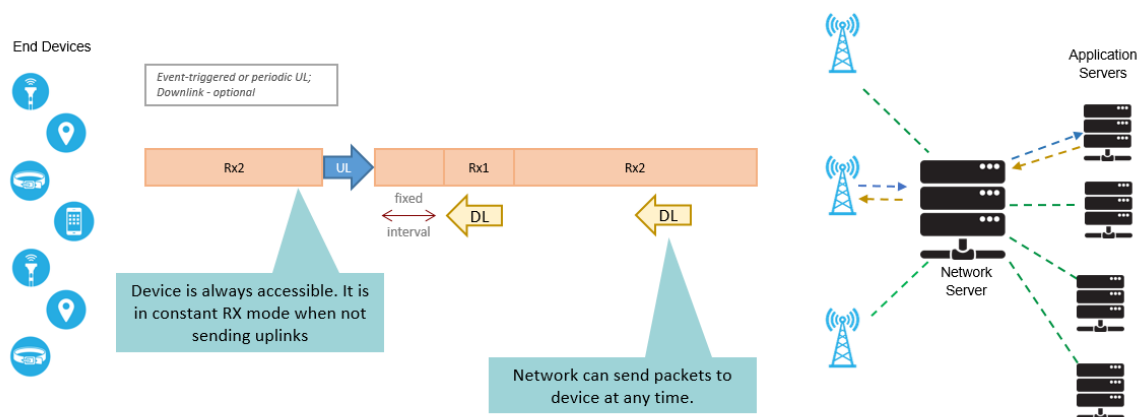 End Devices
Event-triggered or periodic UL;
Downlink - optional
Rx2
UL
Rx1
Rx2
fixed
interval
DL
DL
Device is always accessible. It is
in constant RX mode when not
sending uplinks
Network can send packets to
device at any time.
Network
Server
Application
Servers